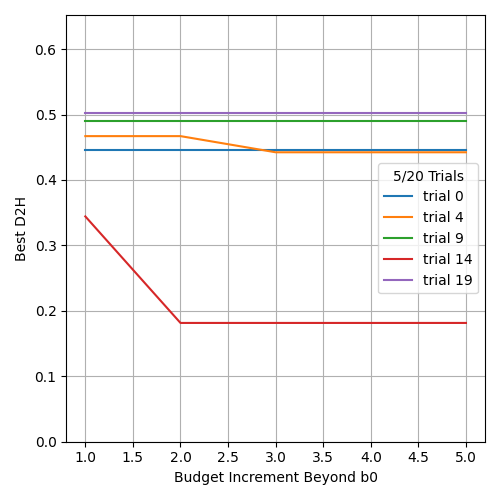 0.6
0.5
0.4
0.3
0.2
0.1
0.0
Best D2H
5/20 Trials
trial 0
trial 4
trial 9
trial 14
trial 19
1.0 1.5 2.0 2.5 3.0 3.5 4.0 4.5 5.0
Budget Increment Beyond b0